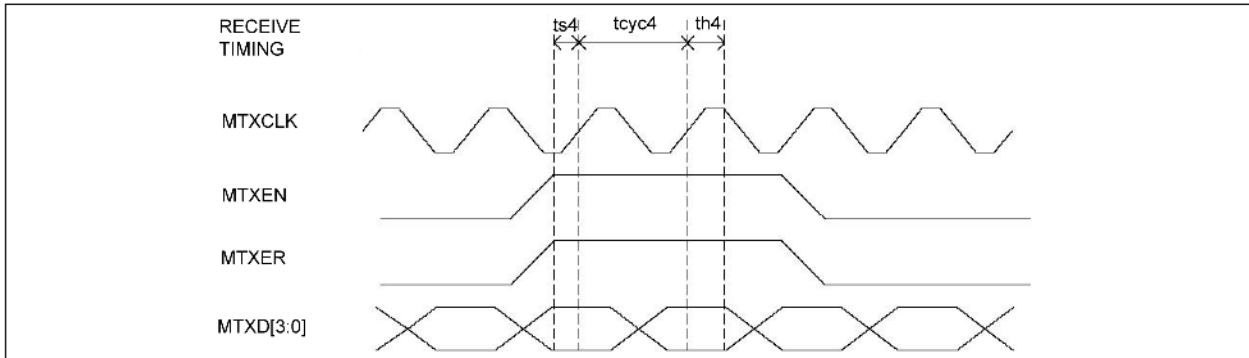 RECEIVE
TIMING
ts4 tcyc4 th4
MTXCLK
MTXEN
MTXER
MTXD[3:0]